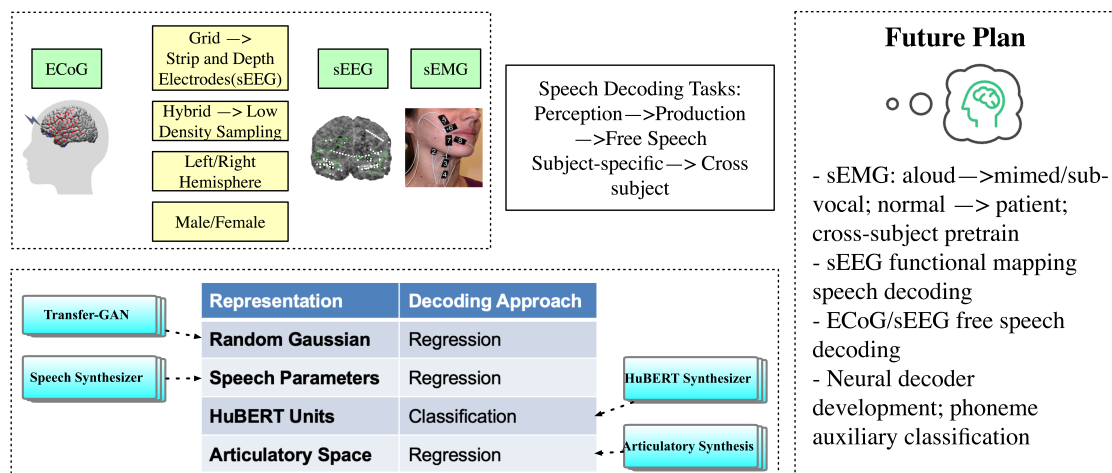 ECoG
Grid —>
Strip and Depth
Electrodes(sEEG)
Hybrid —> Low
Density Sampling
Left/Right
Hemisphere
Male/Female
sEEG
sEMG
Speech Decoding Tasks:
Perception—>Production
—>Free Speech
Subject-specific—> Cross
subject
Transfer-GAN
Speech Synthesizer
Representation Decoding Approach
Random Gaussian Regression
Speech Parameters Regression
HuBERT Units Classification
Articulatory Space Regression
HuBERT Synthesizer
Articulatory Synthesis
Future Plan
- sEMG: aloud—>mimed/sub-
vocal; normal —> patient;
cross-subject pretrain
- sEEG functional mapping
speech decoding
- ECoG/sEEG free speech
decoding
- Neural decoder
development; phoneme
auxiliary classification